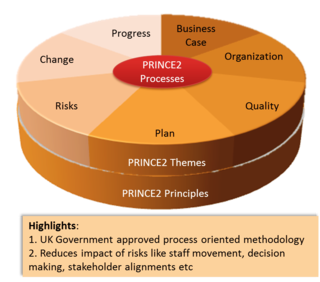 Progress
Business
Case
Change
PRINCE2
Processes
Organization
Risks
Quality
Plan
PRINCE2 Themes
PRINCE2 Principles
Highlights:
1. UK Government approved process oriented methodology
2. Reduces impact of risks like staff movement, decision
making, stakeholder alignments etc